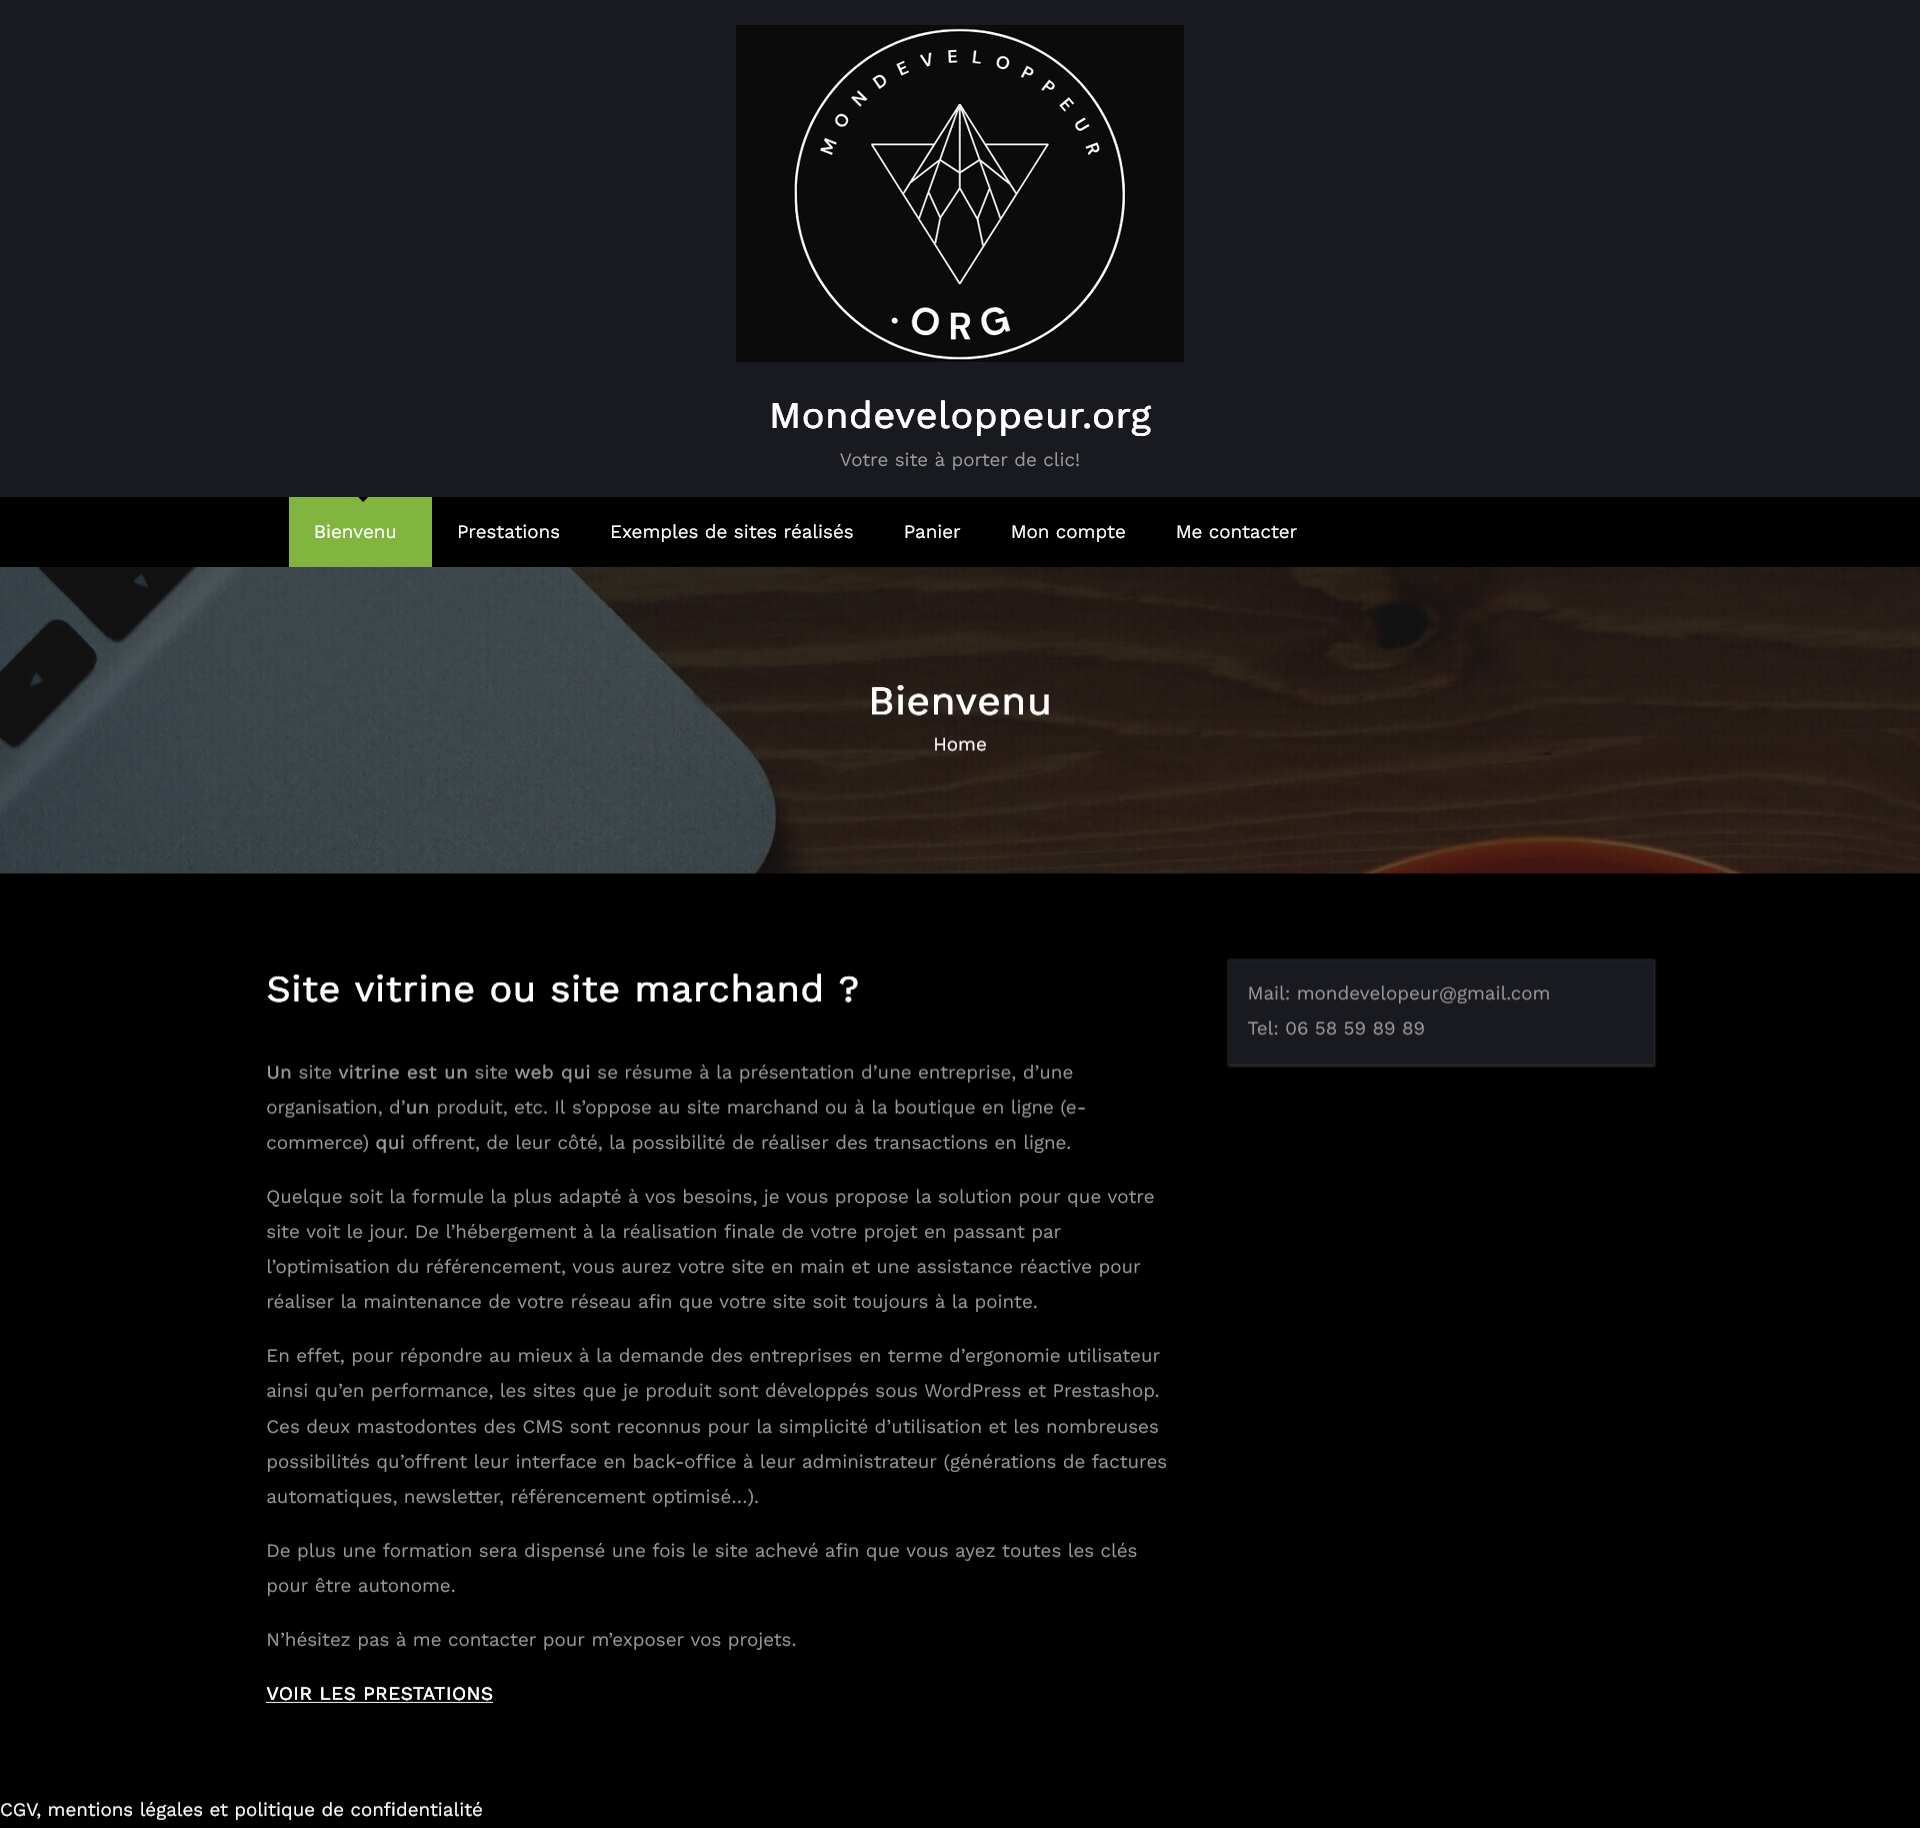 MONDEVELOPPEUR
·ORG
Mondeveloppeur.org
Votre site à porter de clic!
Bienvenu
Prestations
Exemples de sites réalisés
Panier
Mon compte
Me contacter
Bienvenu
Home
Site vitrine ou site marchand ?
Un site vitrine est un site web qui se résume à la présentation d’une entreprise, d’une
organisation, d’un produit, etc. Il s’oppose au site marchand ou à la boutique en ligne (e-
commerce) qui offrent, de leur côté, la possibilité de réaliser des transactions en ligne.
Quelque soit la formule la plus adapté à vos besoins, je vous propose la solution pour que votre
site voit le jour. De l’hébergement à la réalisation finale de votre projet en passant par
l’optimisation du référencement, vous aurez votre site en main et une assistance réactive pour
réaliser la maintenance de votre réseau afin que votre site soit toujours à la pointe.
En effet, pour répondre au mieux à la demande des entreprises en terme d’ergonomie utilisateur
ainsi qu’en performance, les sites que je produit sont développés sous WordPress et Prestashop.
Ces deux mastodontes des CMS sont reconnus pour la simplicité d’utilisation et les nombreuses
possibilités qu’offrent leur interface en back-office à leur administrateur (générations de factures
automatiques, newsletter, référencement optimisé…).
De plus une formation sera dispensé une fois le site achevé afin que vous ayez toutes les clés
pour être autonome.
N’hésitez pas à me contacter pour m’exposer vos projets.
VOIR LES PRESTATIONS
Mail: mondevelopeur@gmail.com
Tel: 06 58 59 89 89
CGV, mentions légales et politique de confidentialité